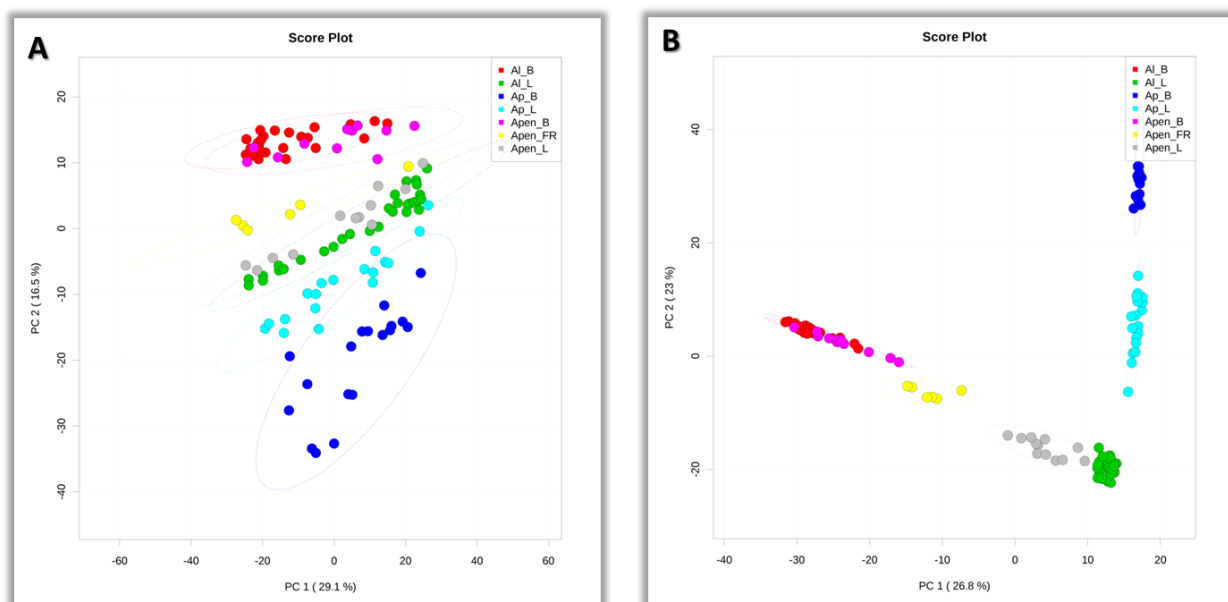 A
Score Plot
Al_B
Al_L
Ap_B
Ap_L
Apen_B
Apen_FR
Apen_L
20
10
0
-10
-20
-30
-40
PC 2 ( 16.5 %)
-60
-40
-20
0
20
40
60
PC 1 ( 29.1 %)
B
Score Plot
Al_B
Al_L
Ap_B
Ap_L
Apen_B
Apen_FR
Apen_L
40
20
0
-20
PC 2 ( 23 %)
-40
-30
-20
-10
0
10
20
PC 1 ( 26.8 %)